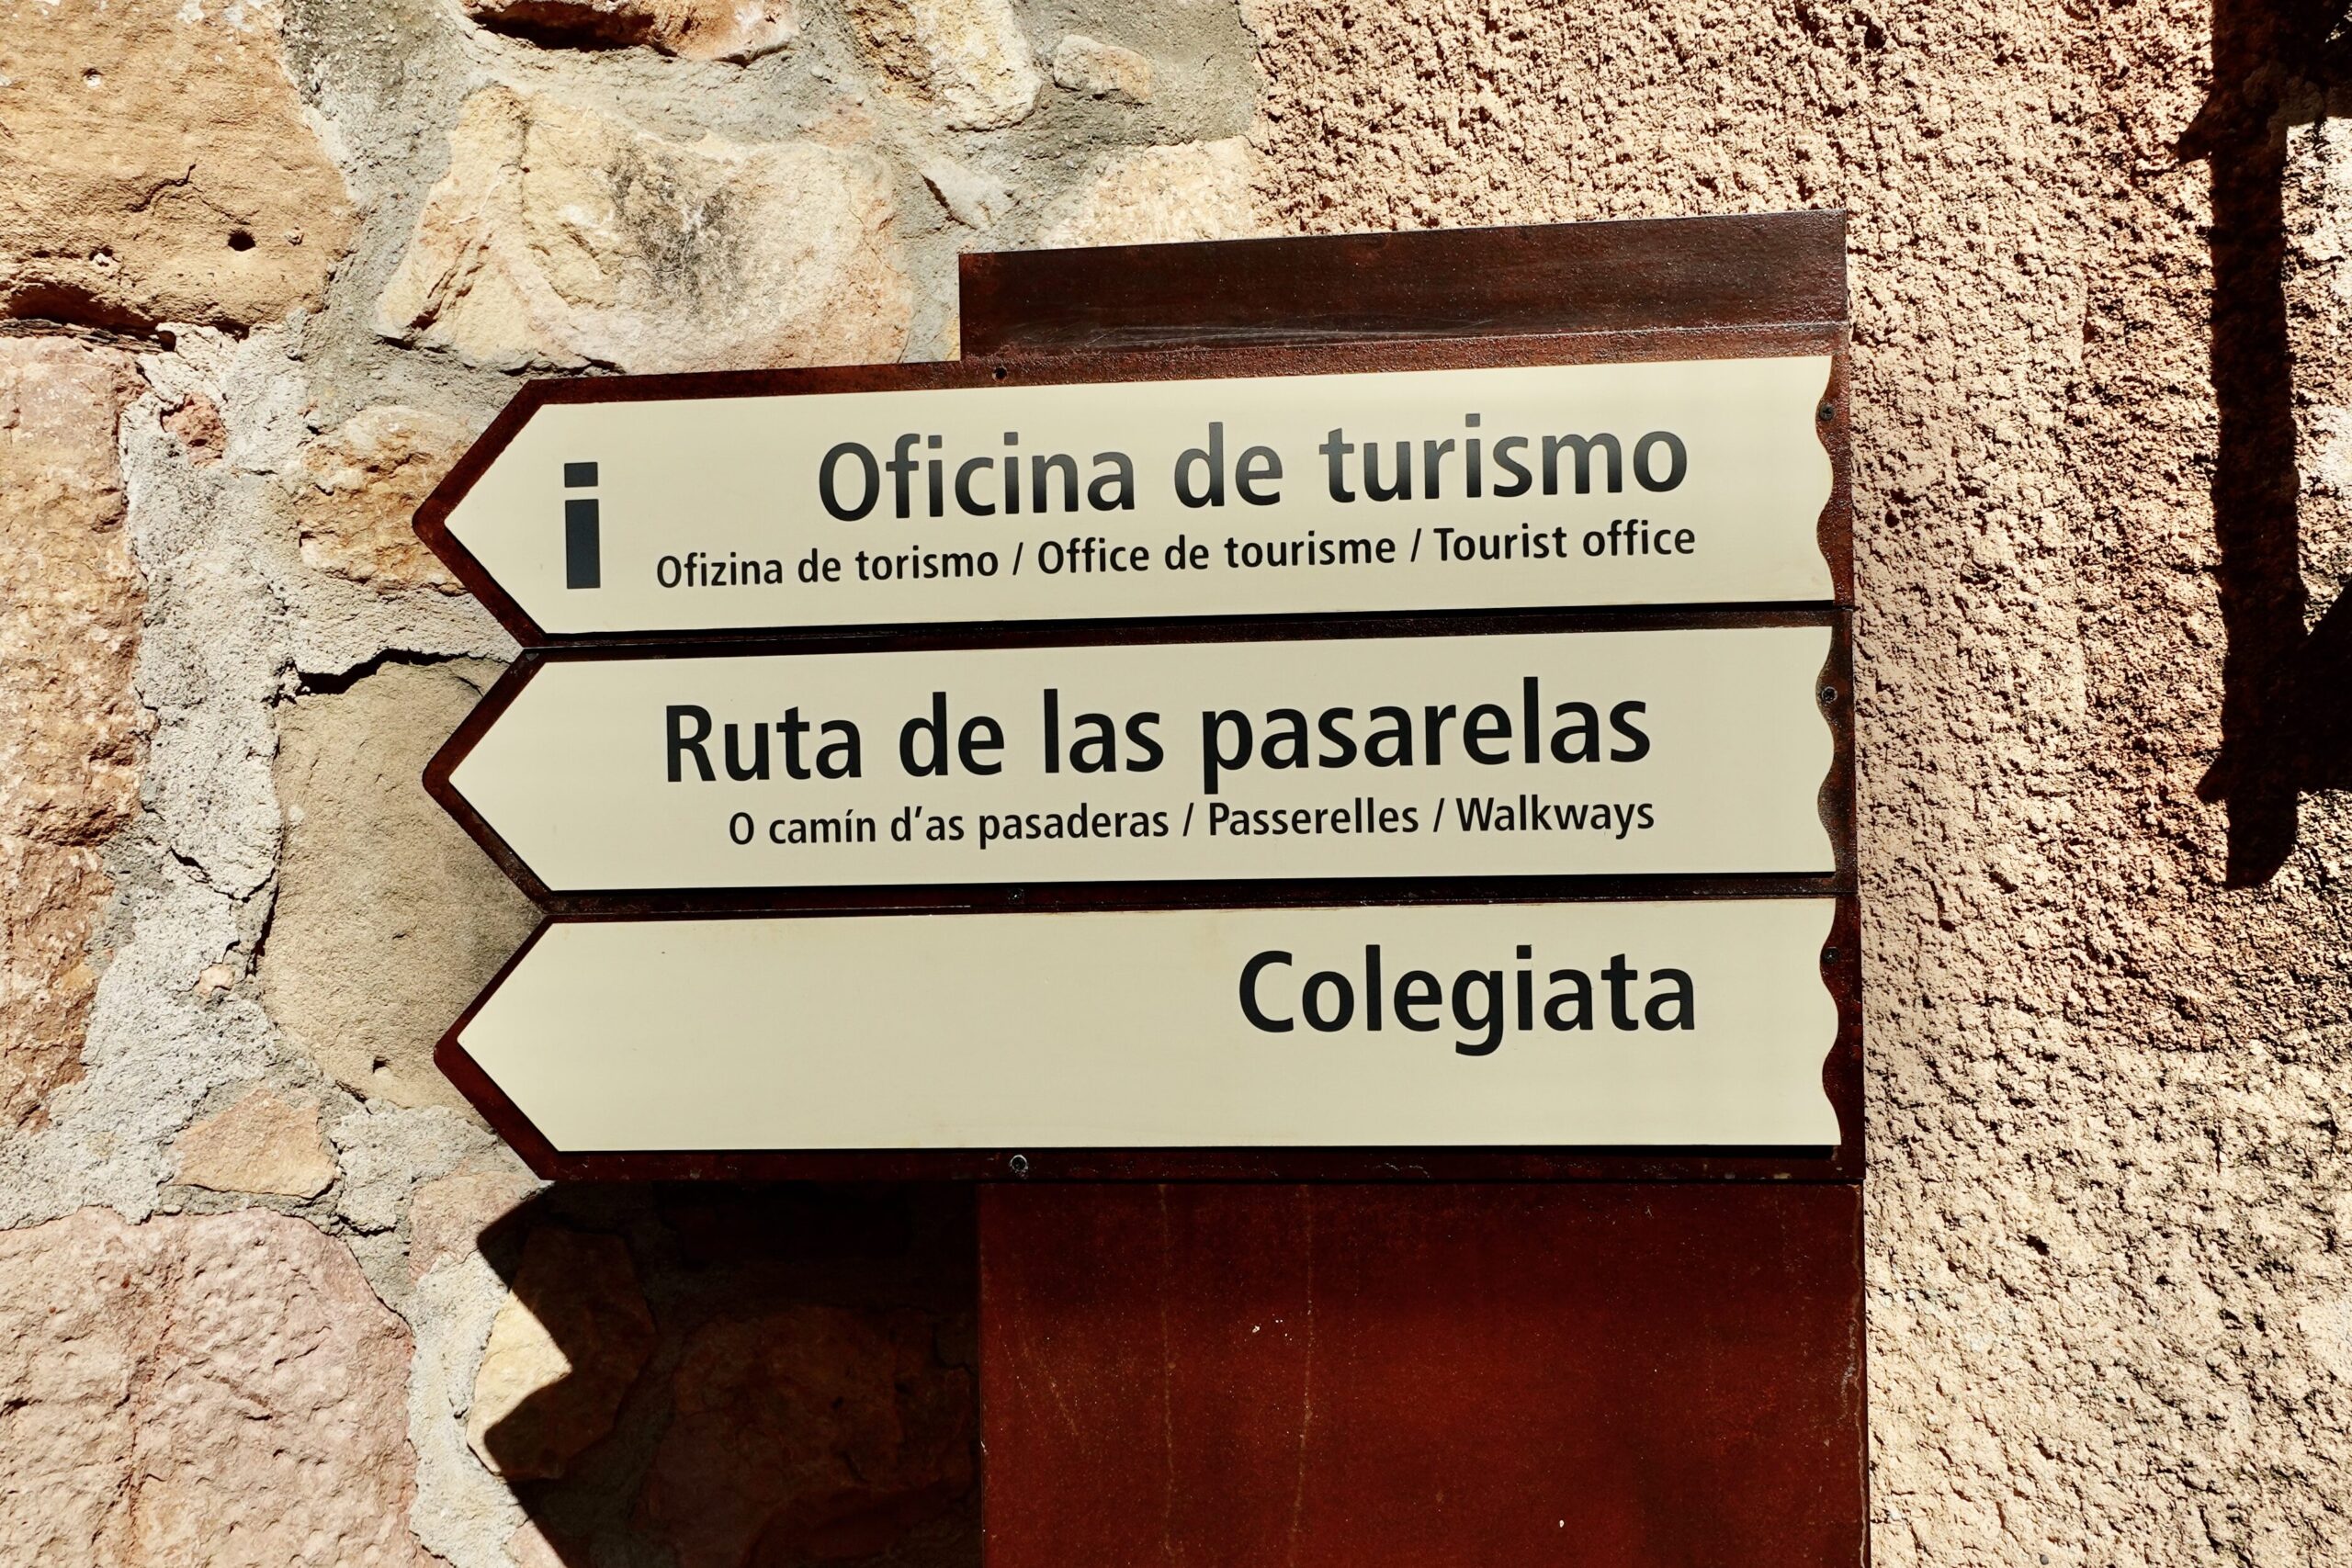 i
Oficina de turismo
Ofizina de torismo / Office de tourisme / Tourist office
Ruta de las pasarelas
O camín d'as pasaderas / Passerelles / Walkways
Colegiata